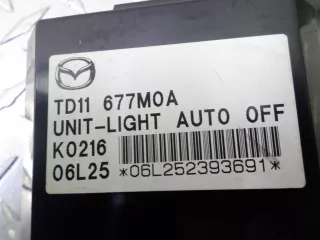 TD11 677M0A
UNIT-LIGHT AUTO OFF
K0216
06L25 *06L252393691*